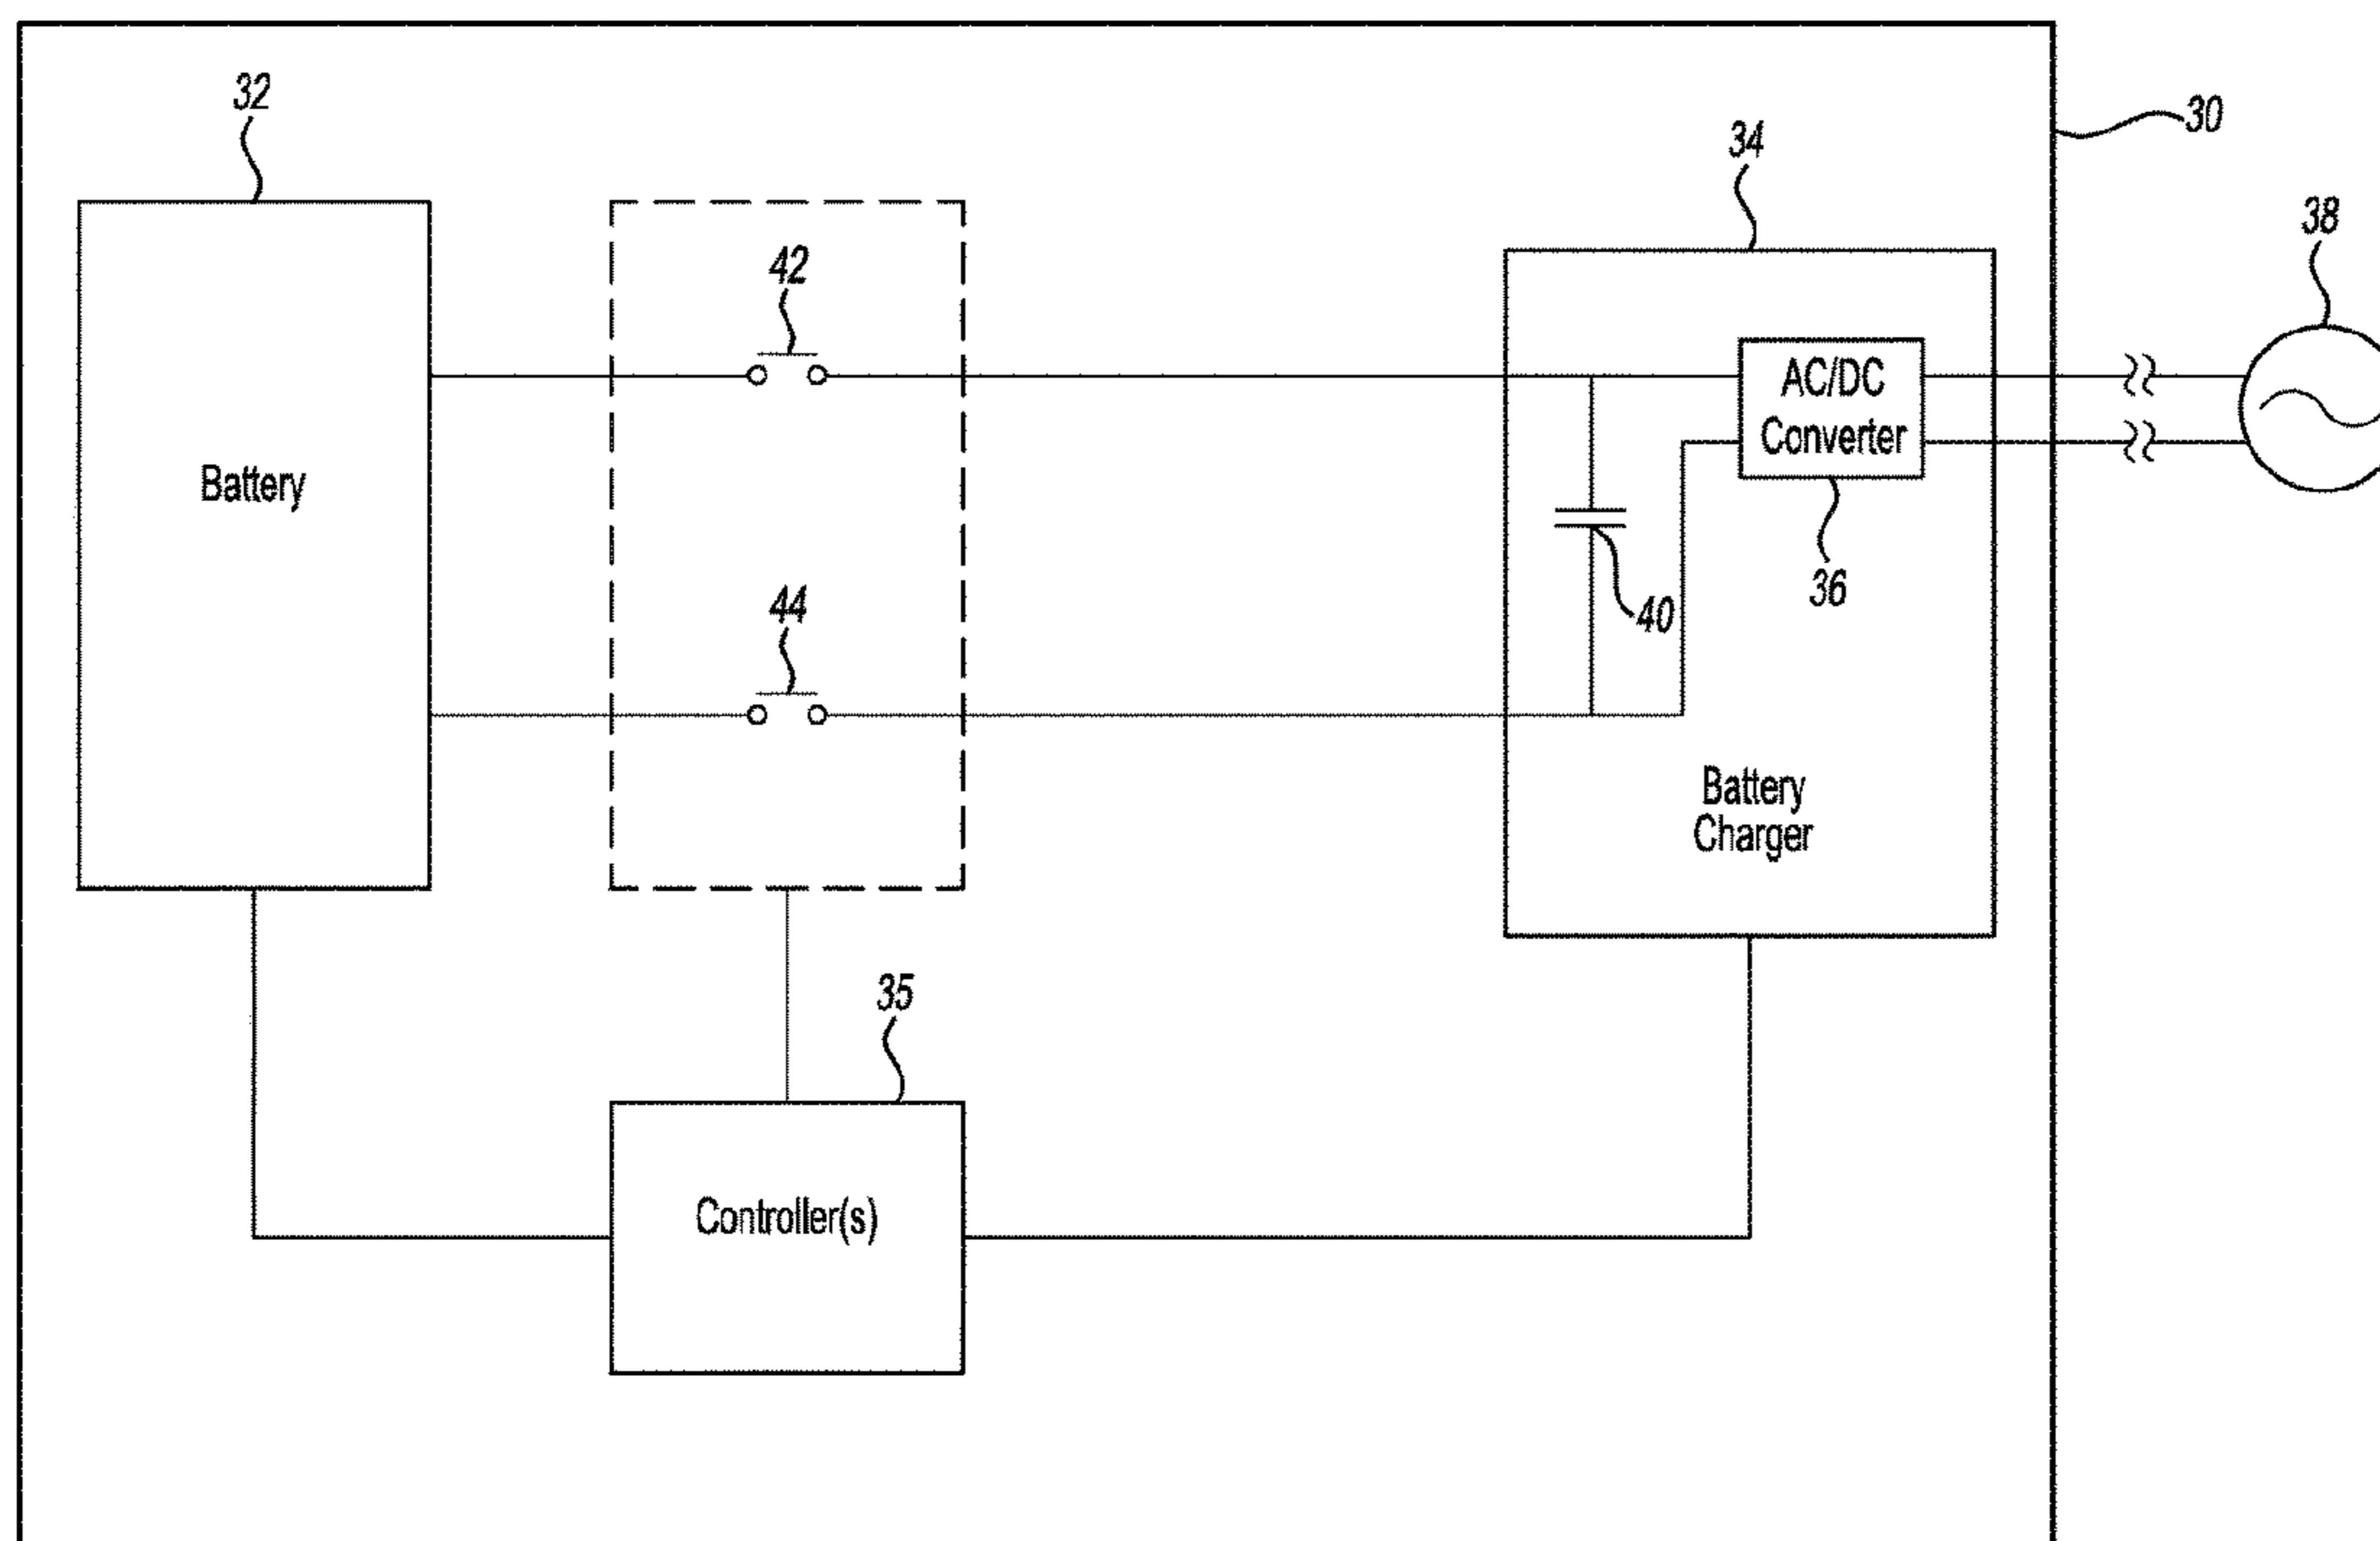 32
30
34
38
42
AC/DC
Converter
Battery
44
36
40
Battery
Charger
35
Controller(s)